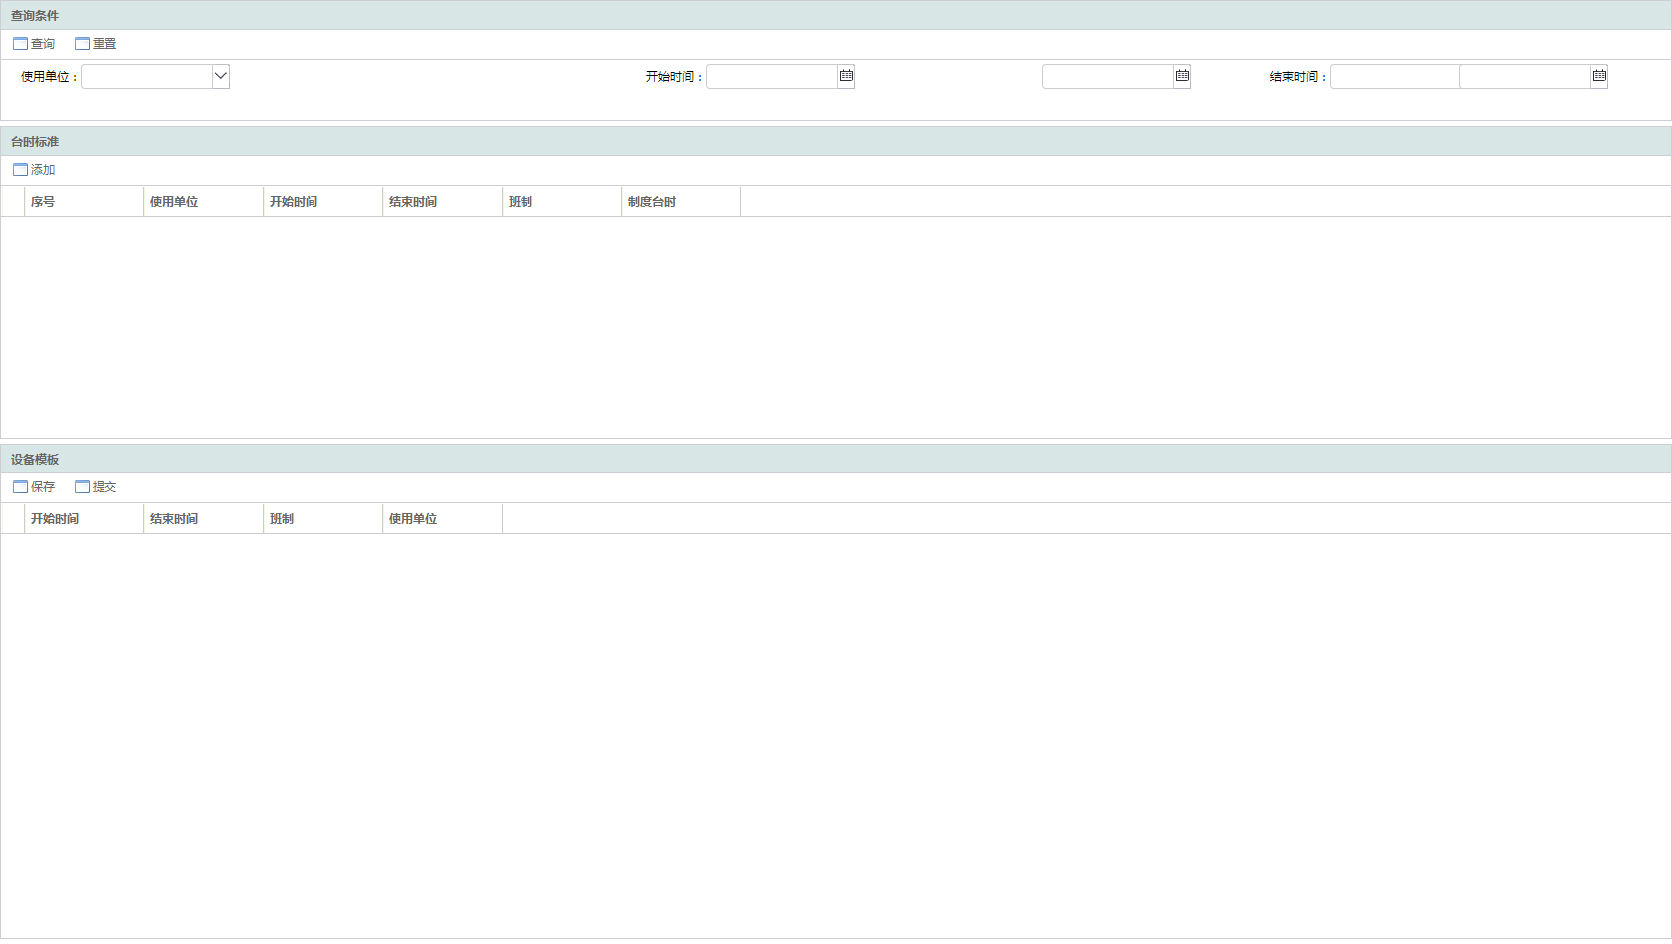 查询条件
查询 重置
使用单位： 开始时间： 结束时间：
台时标准
添加
序号 使用单位 开始时间 结束时间 班制 制度台时
设备模板
保存 提交
开始时间 结束时间 班制 使用单位